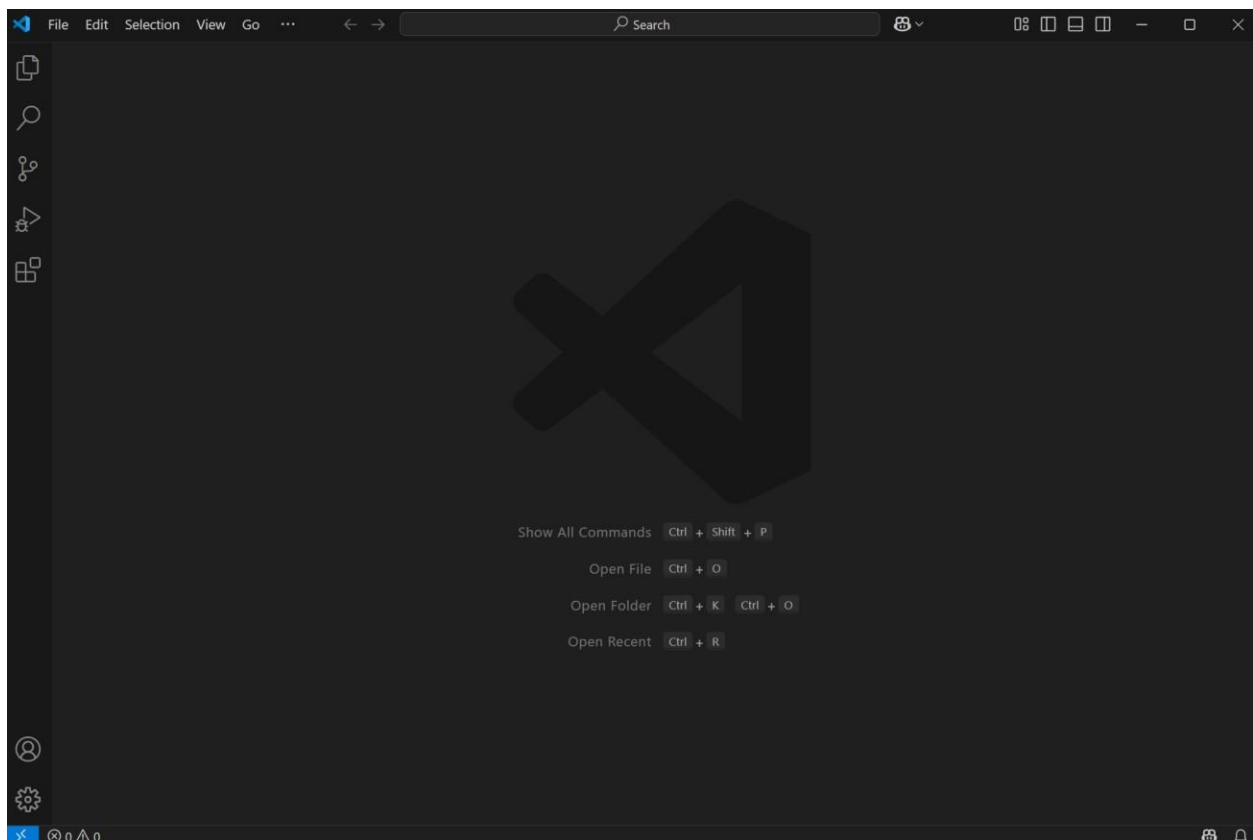 File Edit Selection View Go ··· ← → Search
Show All Commands Ctrl + Shift + P
Open File Ctrl + O
Open Folder Ctrl + K Ctrl + O
Open Recent Ctrl + R
0 0